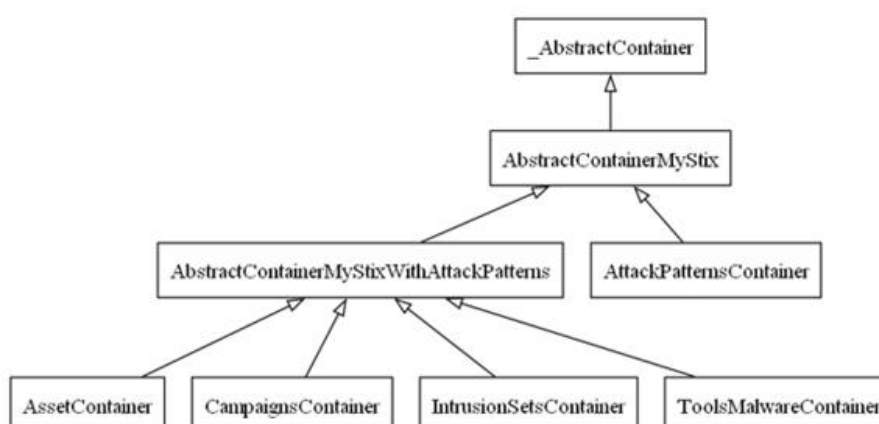 _AbstractContainer
AbstractContainerMyStix
AbstractContainerMyStixWithAttackPatterns
AttackPatternsContainer
AssetContainer
CampaignsContainer
IntrusionSetsContainer
ToolsMalwareContainer